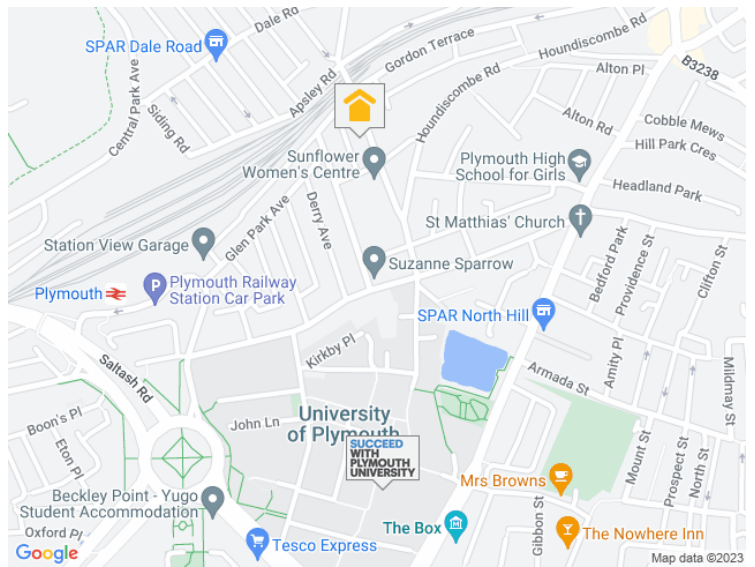 Dale Rd
SPAR Dale Road
Gordon Terrace
Houndiscombe Rd
Alton Pl
B3238
Central Park Ave
Siding Rd
Apsley Rd
Houndiscombe Rd
Alton Rd
Cobble Mews
Hill Park Cres
Sunflower
Women's Centre
Plymouth High
School for Girls
Headland Park
Derry Ave
Glen Park Ave
St Matthias' Church
Station View Garage
Suzanne Sparrow
Bedford Park
Providence St
Clifton St
Plymouth
Plymouth Railway
Station Car Park
P
SPAR North Hill
Saltash Rd
Kirkby Pl
Armada St
Amity Pl
Mildmay St
Boon's Pl
Eton Pl
John Ln
University
of Plymouth
SUCCEED
WITH
PLYMOUTH
UNIVERSITY
Mount St
Prospect St
North St
Mrs Browns
Gibbon St
Beckley Point - Yugo
Student Accommodation
Oxford Pl
The Box
The Nowhere Inn
Tesco Express
Google
Map data ©2023